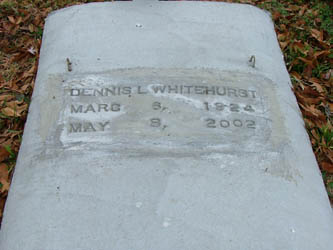 DENNIS L WHITEHURST
MARC 6, 1924
MAY 8, 2002